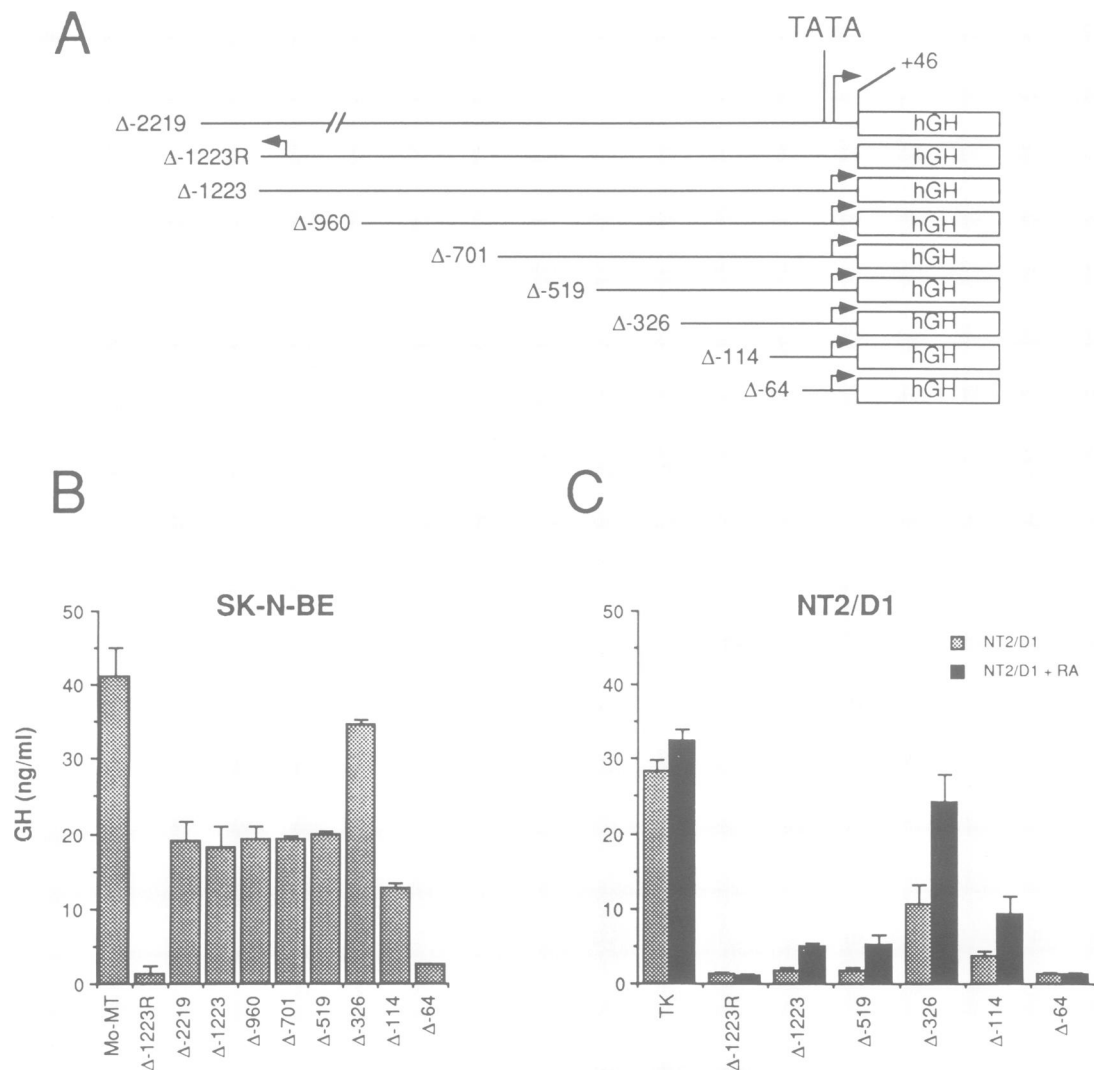 A
TATA
+46
Δ-2219
hGH
Δ-1223R
hGH
Δ-1223
hGH
Δ-960
hGH
Δ-701
hGH
Δ-519
hGH
Δ-326
hGH
Δ-114
hGH
Δ-64
hGH
B
SK-N-BE
GH (ng/ml)
50
40
30
20
10
0
Mo-MT
Δ-1223R
Δ-2219
Δ-1223
Δ-960
Δ-701
Δ-519
Δ-326
Δ-114
Δ-64
C
NT2/D1
NT2/D1
NT2/D1 + RA
50
40
30
20
10
0
TK
Δ-1223R
Δ-1223
Δ-519
Δ-326
Δ-114
Δ-64